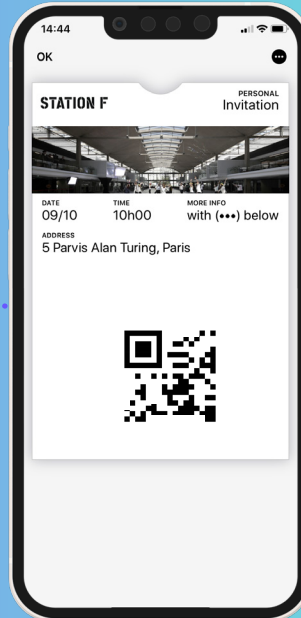 14:44
OK
STATION F
PERSONAL
Invitation
DATE
09/10
TIME
10h00
MORE INFO
with (•••) below
ADDRESS
5 Parvis Alan Turing, Paris